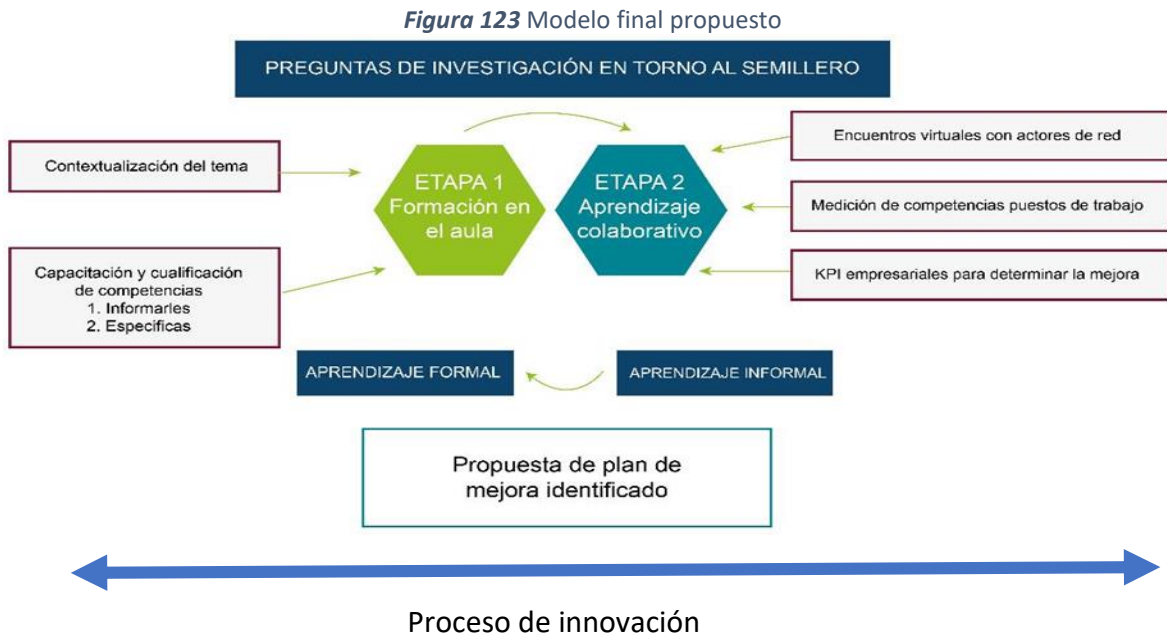 Figura 123 Modelo final propuesto
PREGUNTAS DE INVESTIGACIÓN EN TORNO AL SEMILLERO
Contextualización del tema
Capacitación y cualificación
de competencias
1. Informarles
2. Especificas
ETAPA 1
Formación en
el aula
ETAPA 2
Aprendizaje
colaborativo
Encuentros virtuales con actores de red
Medición de competencias puestos de trabajo
KPI empresariales para determinar la mejora
APRENDIZAJE FORMAL
APRENDIZAJE INFORMAL
Propuesta de plan de
mejora identificado
Proceso de innovación